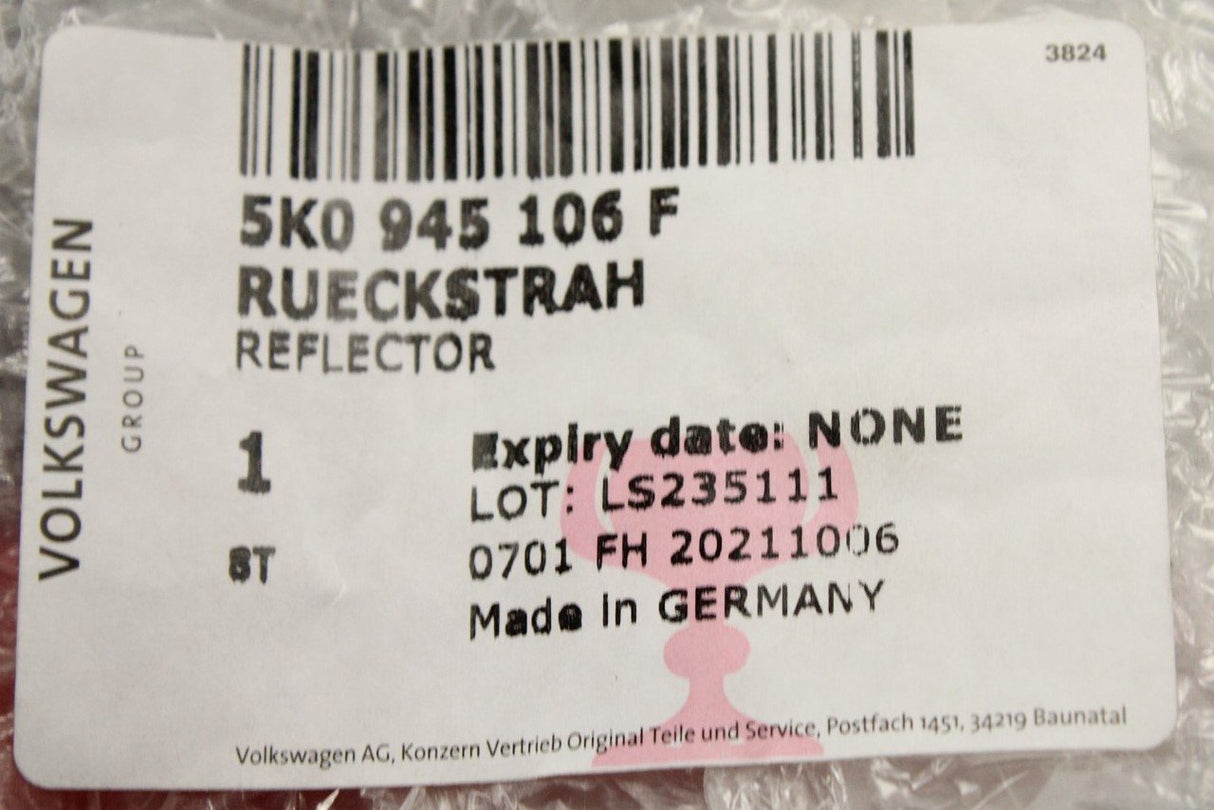 3824
5K0 945 106 F
RUECKSTRAH
REFLECTOR
VOLKSWAGEN
GROUP
1
ST
Expiry date: NONE
LOT: LS235111
0701 FH 20211006
Made in GERMANY
Volkswagen AG, Konzern Vertrieb Original Teile und Service, Postfach 1451, 34219 Baunatal